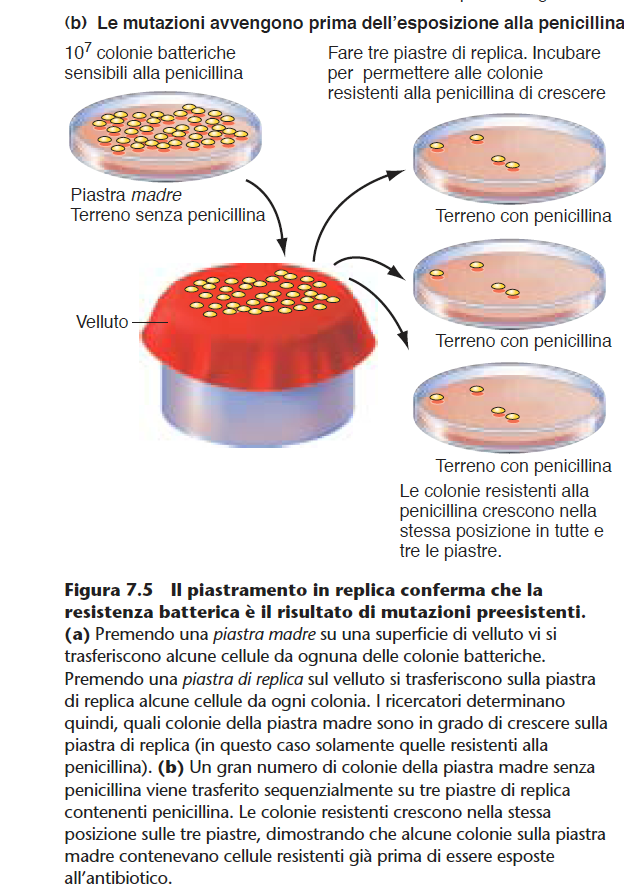 (b) Le mutazioni avvengono prima dell'esposizione alla penicillina
10⁷ colonie batteriche
sensibili alla penicillina
Fare tre piastre di replica. Incubare
per permettere alle colonie
resistenti alla penicillina di crescere
Piastra madre
Terreno senza penicillina
Terreno con penicillina
Velluto
Terreno con penicillina
Terreno con penicillina
Le colonie resistenti alla
penicillina crescono nella
stessa posizione in tutte e
tre le piastre.
Figura 7.5 Il piastramento in replica conferma che la
resistenza batterica è il risultato di mutazioni preesistenti.
(a) Premendo una piastra madre su una superficie di velluto vi si
trasferiscono alcune cellule da ognuna delle colonie batteriche.
Premendo una piastra di replica sul velluto si trasferiscono sulla piastra
di replica alcune cellule da ogni colonia. I ricercatori determinano
quindi, quali colonie della piastra madre sono in grado di crescere sulla
piastra di replica (in questo caso solamente quelle resistenti alla
penicillina). (b) Un gran numero di colonie della piastra madre senza
penicillina viene trasferito sequenzialmente su tre piastre di replica
contenenti penicillina. Le colonie resistenti crescono nella stessa
posizione sulle tre piastre, dimostrando che alcune colonie sulla piastra
madre contenevano cellule resistenti già prima di essere esposte
all'antibiotico.